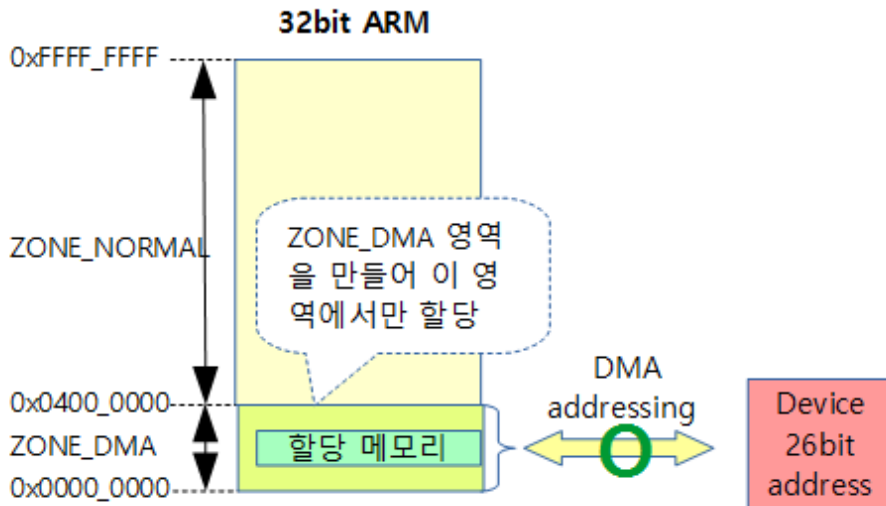 32bit ARM
0xFFFF_FFFF
ZONE_NORMAL
ZONE_DMA 영역
을 만들어 이 영
역에서만 할당
0x0400_0000
ZONE_DMA
0x0000_0000
할당 메모리
DMA
addressing
O
Device
26bit
address